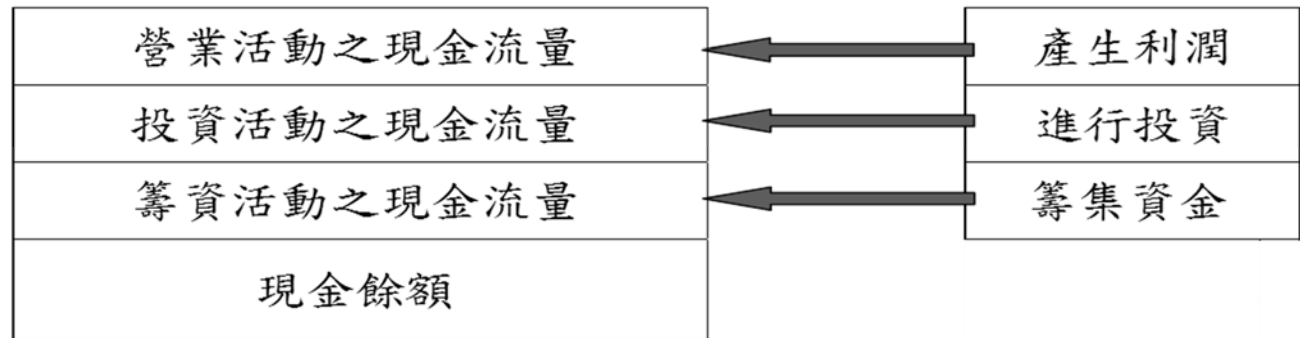 營業活動之現金流量
產生利潤
投資活動之現金流量
進行投資
籌資活動之現金流量
籌集資金
現金餘額